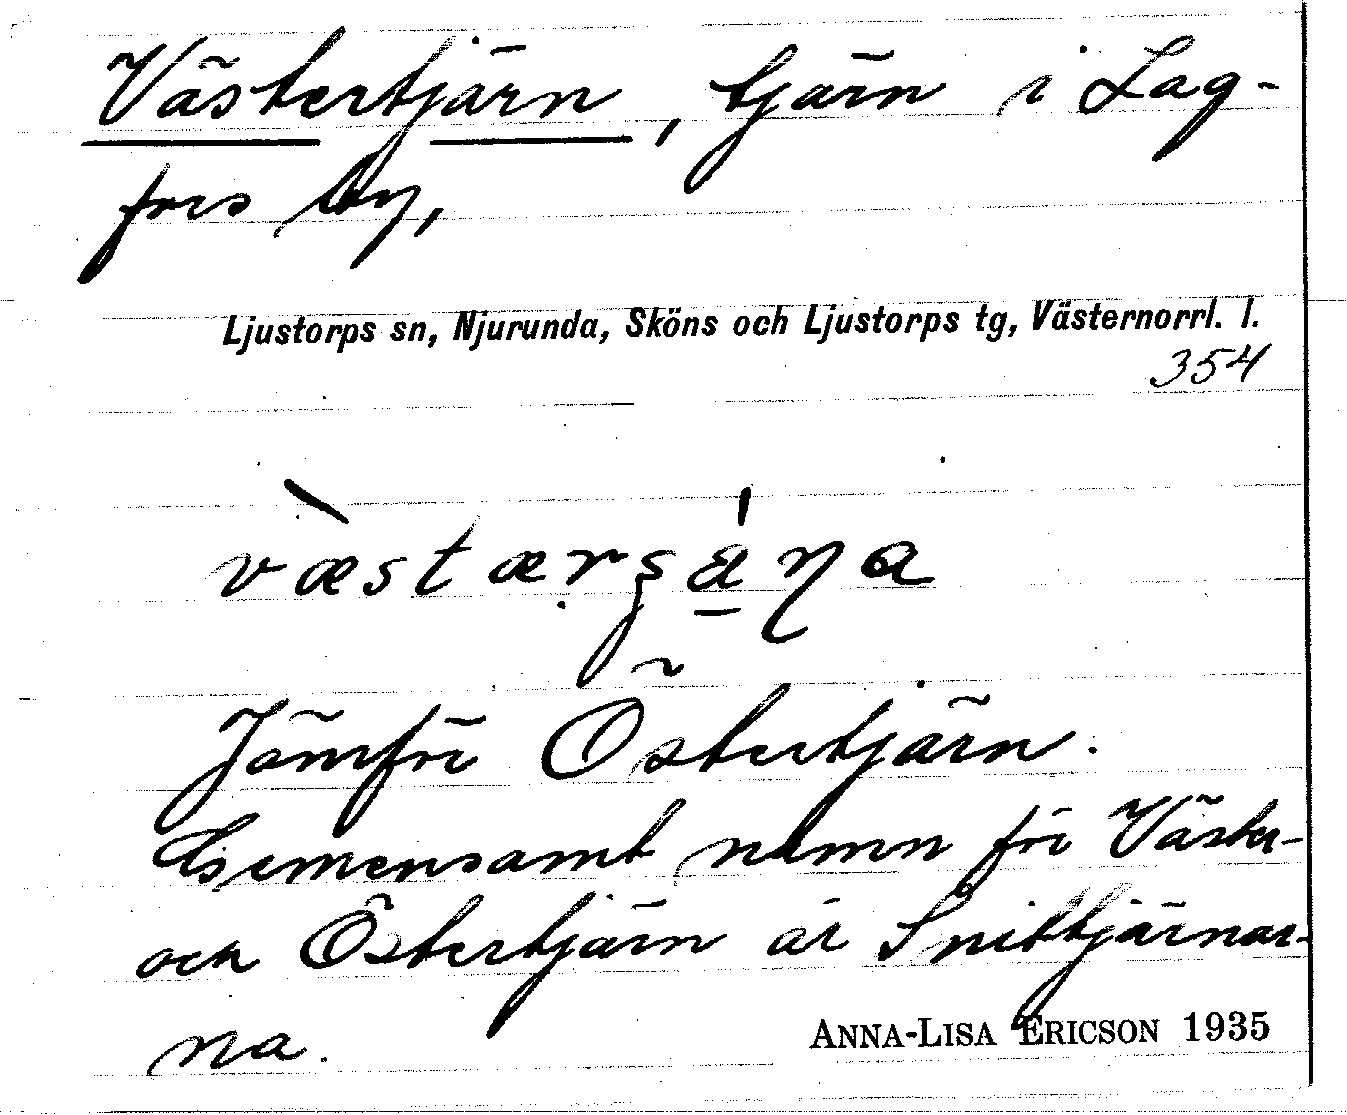 Västertjärn, tjärn i Lag-
fors by,
Ljustorps sn, Njurunda, Sköns och Ljustorps tg, Västernorrl. l.
354
Jämför Östertjärn.
Gemensamt namn för Väster-
och Östertjärn är Snittjärnar-
na.
ANNA-LISA ERICSON 1935